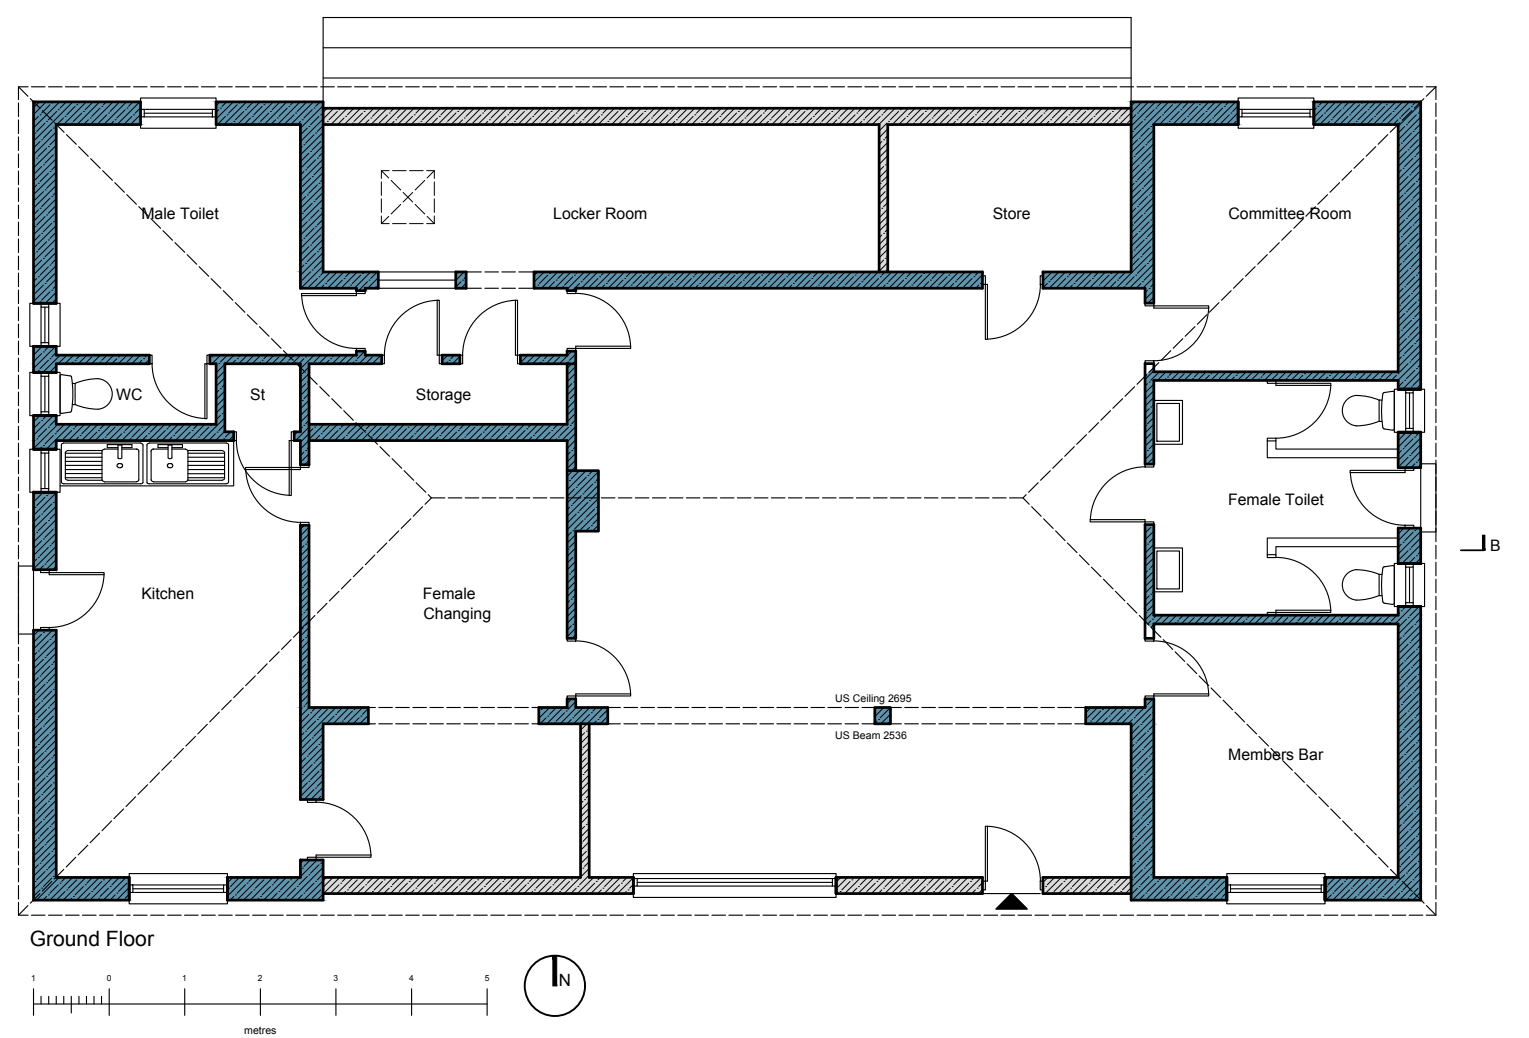 Male Toilet
Locker Room
Store
Committee Room
WC
St
Storage
Female Toilet
B
Kitchen
Female
Changing
US Ceiling 2695
US Beam 2536
Members Bar
Ground Floor
1 0 1 2 3 4 5
metres
N